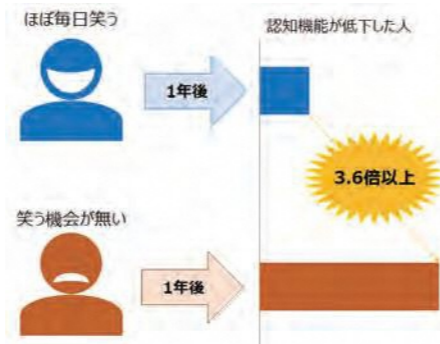 ほぼ毎日笑う
認知機能が低下した人
1年後
3.6倍以上
笑う機会が無い
1年後